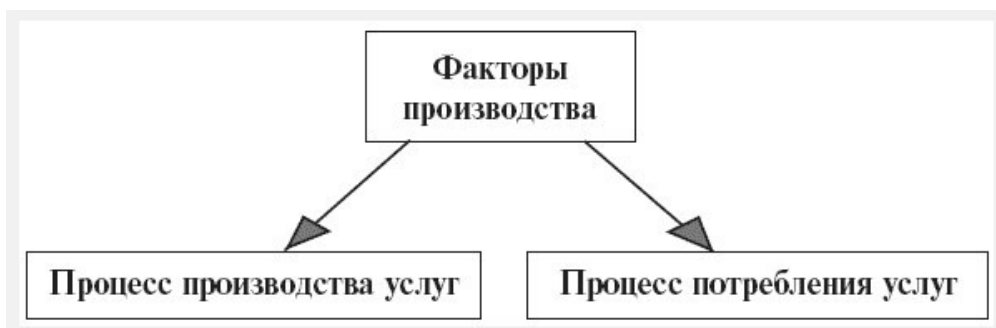 Факторы
производства
Процесс производства услуг
Процесс потребления услуг